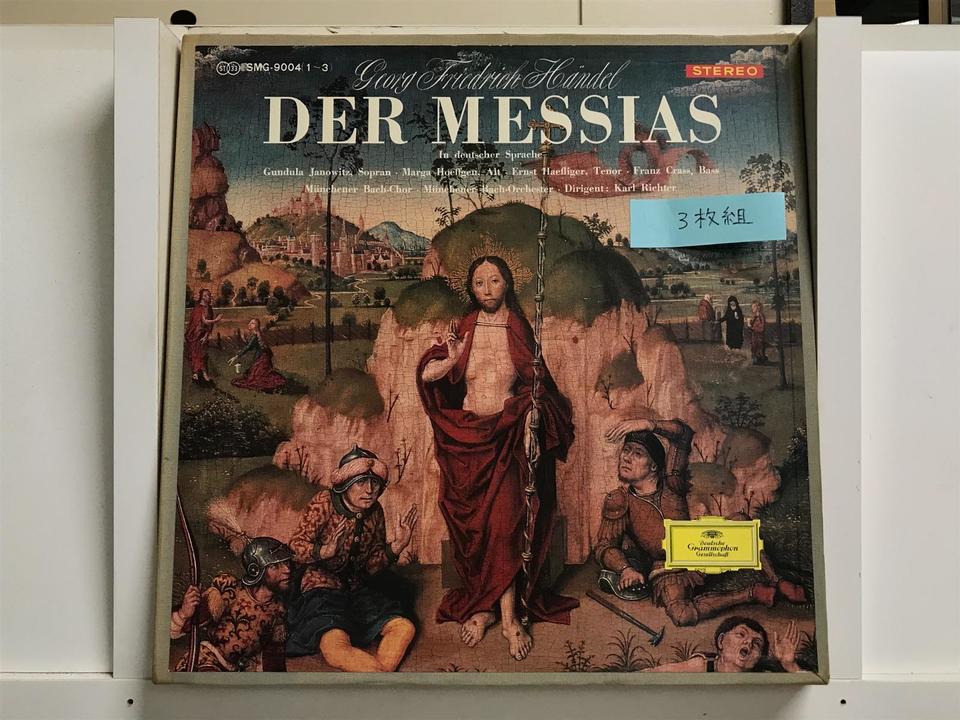 ST 33 SMG-9004(1~3)
Georg Friedrich Händel
STEREO
DER MESSIAS
In deutscher Sprache
Gundula Janowitz, Sopran · Marga Hoeffgen, Alt · Ernst Haefliger, Tenor · Franz Crass, Bass
Münchener Bach-Chor · Münchener Bach-Orchester · Dirigent: Karl Richter
3枚組
Deutsche
Grammophon
Gesellschaft